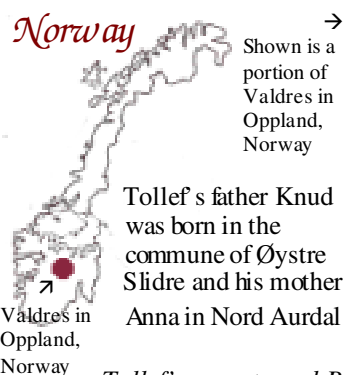 Norway
→
Shown is a
portion of
Valdres in
Oppland,
Norway
Tollef's father Knud
was born in the
commune of Øystre
Slidre and his mother
Anna in Nord Aurdal
Valdres in
Oppland,
Norway